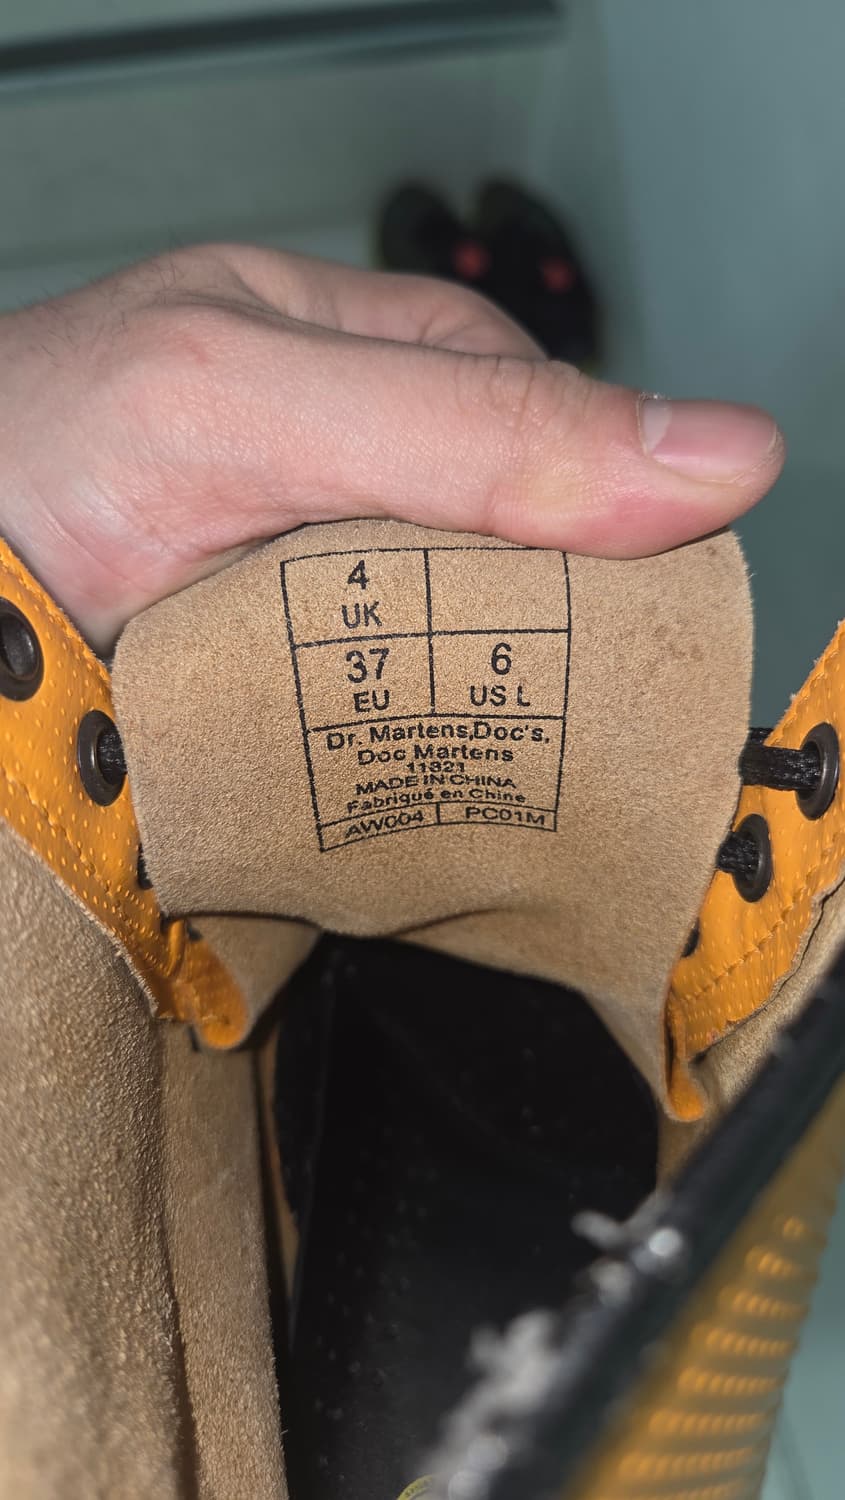 4
UK
37 6
EU US L
Dr. Martens,Doc's.
Doc Martens
11821
MADE IN CHINA
Fabriqué en Chine
AW004 PC01M